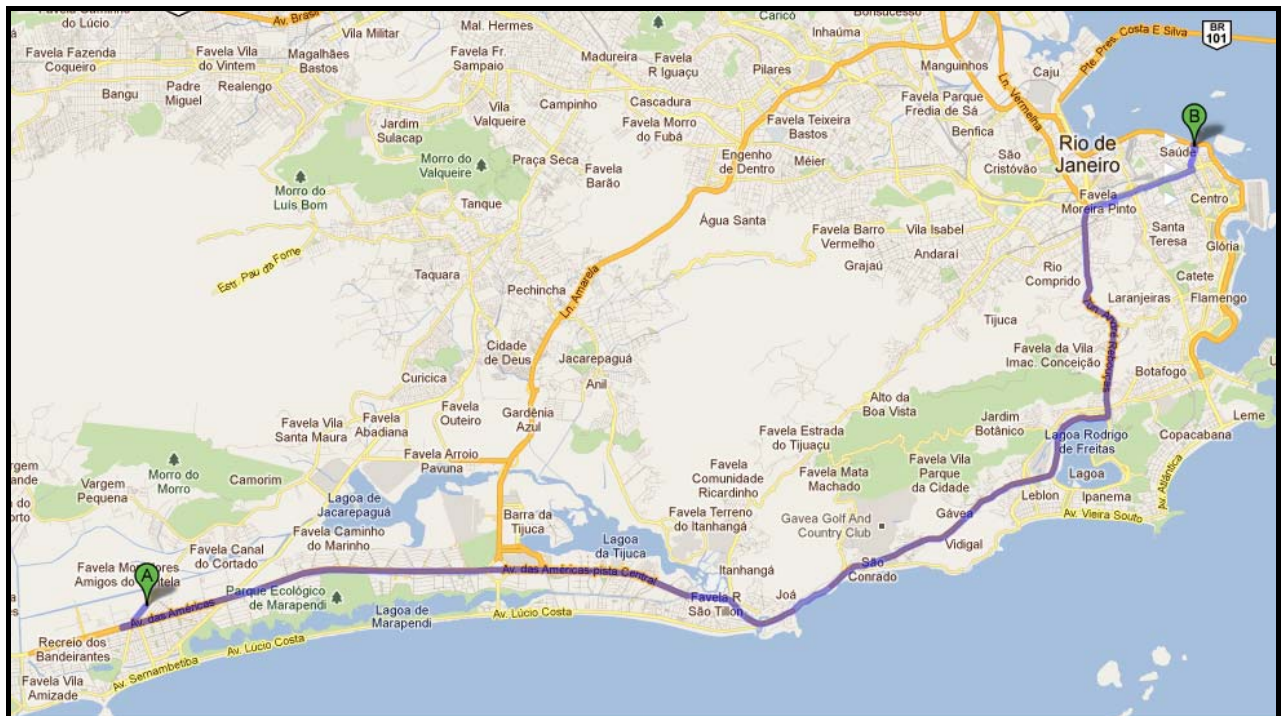 Favela Caminho
do Lúcio
Av. Brasil
Vila Militar
Mal. Hermes
Caricó
Bonsucesso
Inhaúma
Pte. Pres. Costa E Silva
BR
101
Favela Fazenda
Coqueiro
Favela Vila
do Vintem
Magalhães
Bastos
Favela Fr.
Sampaio
Madureira
Favela
R Iguaçu
Pilares
Manguinhos
Caju
Ln. Vermelha
Bangu
Padre
Miguel
Realengo
Vila
Valqueire
Campinho
Cascadura
Favela Morro
do Fubá
Favela Teixeira
Bastos
Favela Parque
Fredia de Sá
Benfica
B
Jardim
Sulacap
Morro do
Valqueire
Praça Seca
Favela
Barão
Engenho
de Dentro
Méier
São
Cristóvão
Rio de
Janeiro
Saúde
Morro do
Luís Bom
Tanque
Água Santa
Favela
Moreira Pinto
Centro
Favela Barro
Vermelho
Vila Isabel
Andaraí
Grajaú
Santa
Teresa
Glória
Estr. Pau da Fome
Taquara
Pechincha
Ln. Amarela
Rio
Comprido
Catete
Laranjeiras
Flamengo
Tijuca
Tún. André Rebouças
Cidade
de Deus
Jacarepaguá
Anil
Favela da Vila
Imac. Conceição
Botafogo
Curicica
Favela
Outeiro
Gardênia
Azul
Alto da
Boa Vista
Leme
Favela Vila
Santa Maura
Favela
Abadiana
Favela Estrada
do Tijuaçu
Jardim
Botânico
Lagoa Rodrigo
de Freitas
Copacabana
Favela Arroio
Pavuna
Morro do
Morro
Camorim
Vargem
Pequena
Favela
Comunidade
Ricardinho
Favela Mata
Machado
Favela Vila
Parque
da Cidade
Lagoa
Leblon
Ipanema
Av. Atlântica
Av. Vieira Souto
Lagoa de
Jacarepaguá
Barra da
Tijuca
Favela Terreno
do Itanhangá
Gavea Golf And
Country Club
Gávea
Favela Caminho
do Marinho
Lagoa
da Tijuca
Vidigal
Favela Canal
do Cortado
Itanhangá
São
Conrado
A
Av. das Américas-pista Central
Parque Ecológico
de Marapendi
Favela R
São Tillon
Joá
Av. das Américas
Lagoa de
Marapendi
Av. Lúcio Costa
Recreio dos
Bandeirantes
Av. Lúcio Costa
Av. Sernambetiba
Favela Vila
Amizade